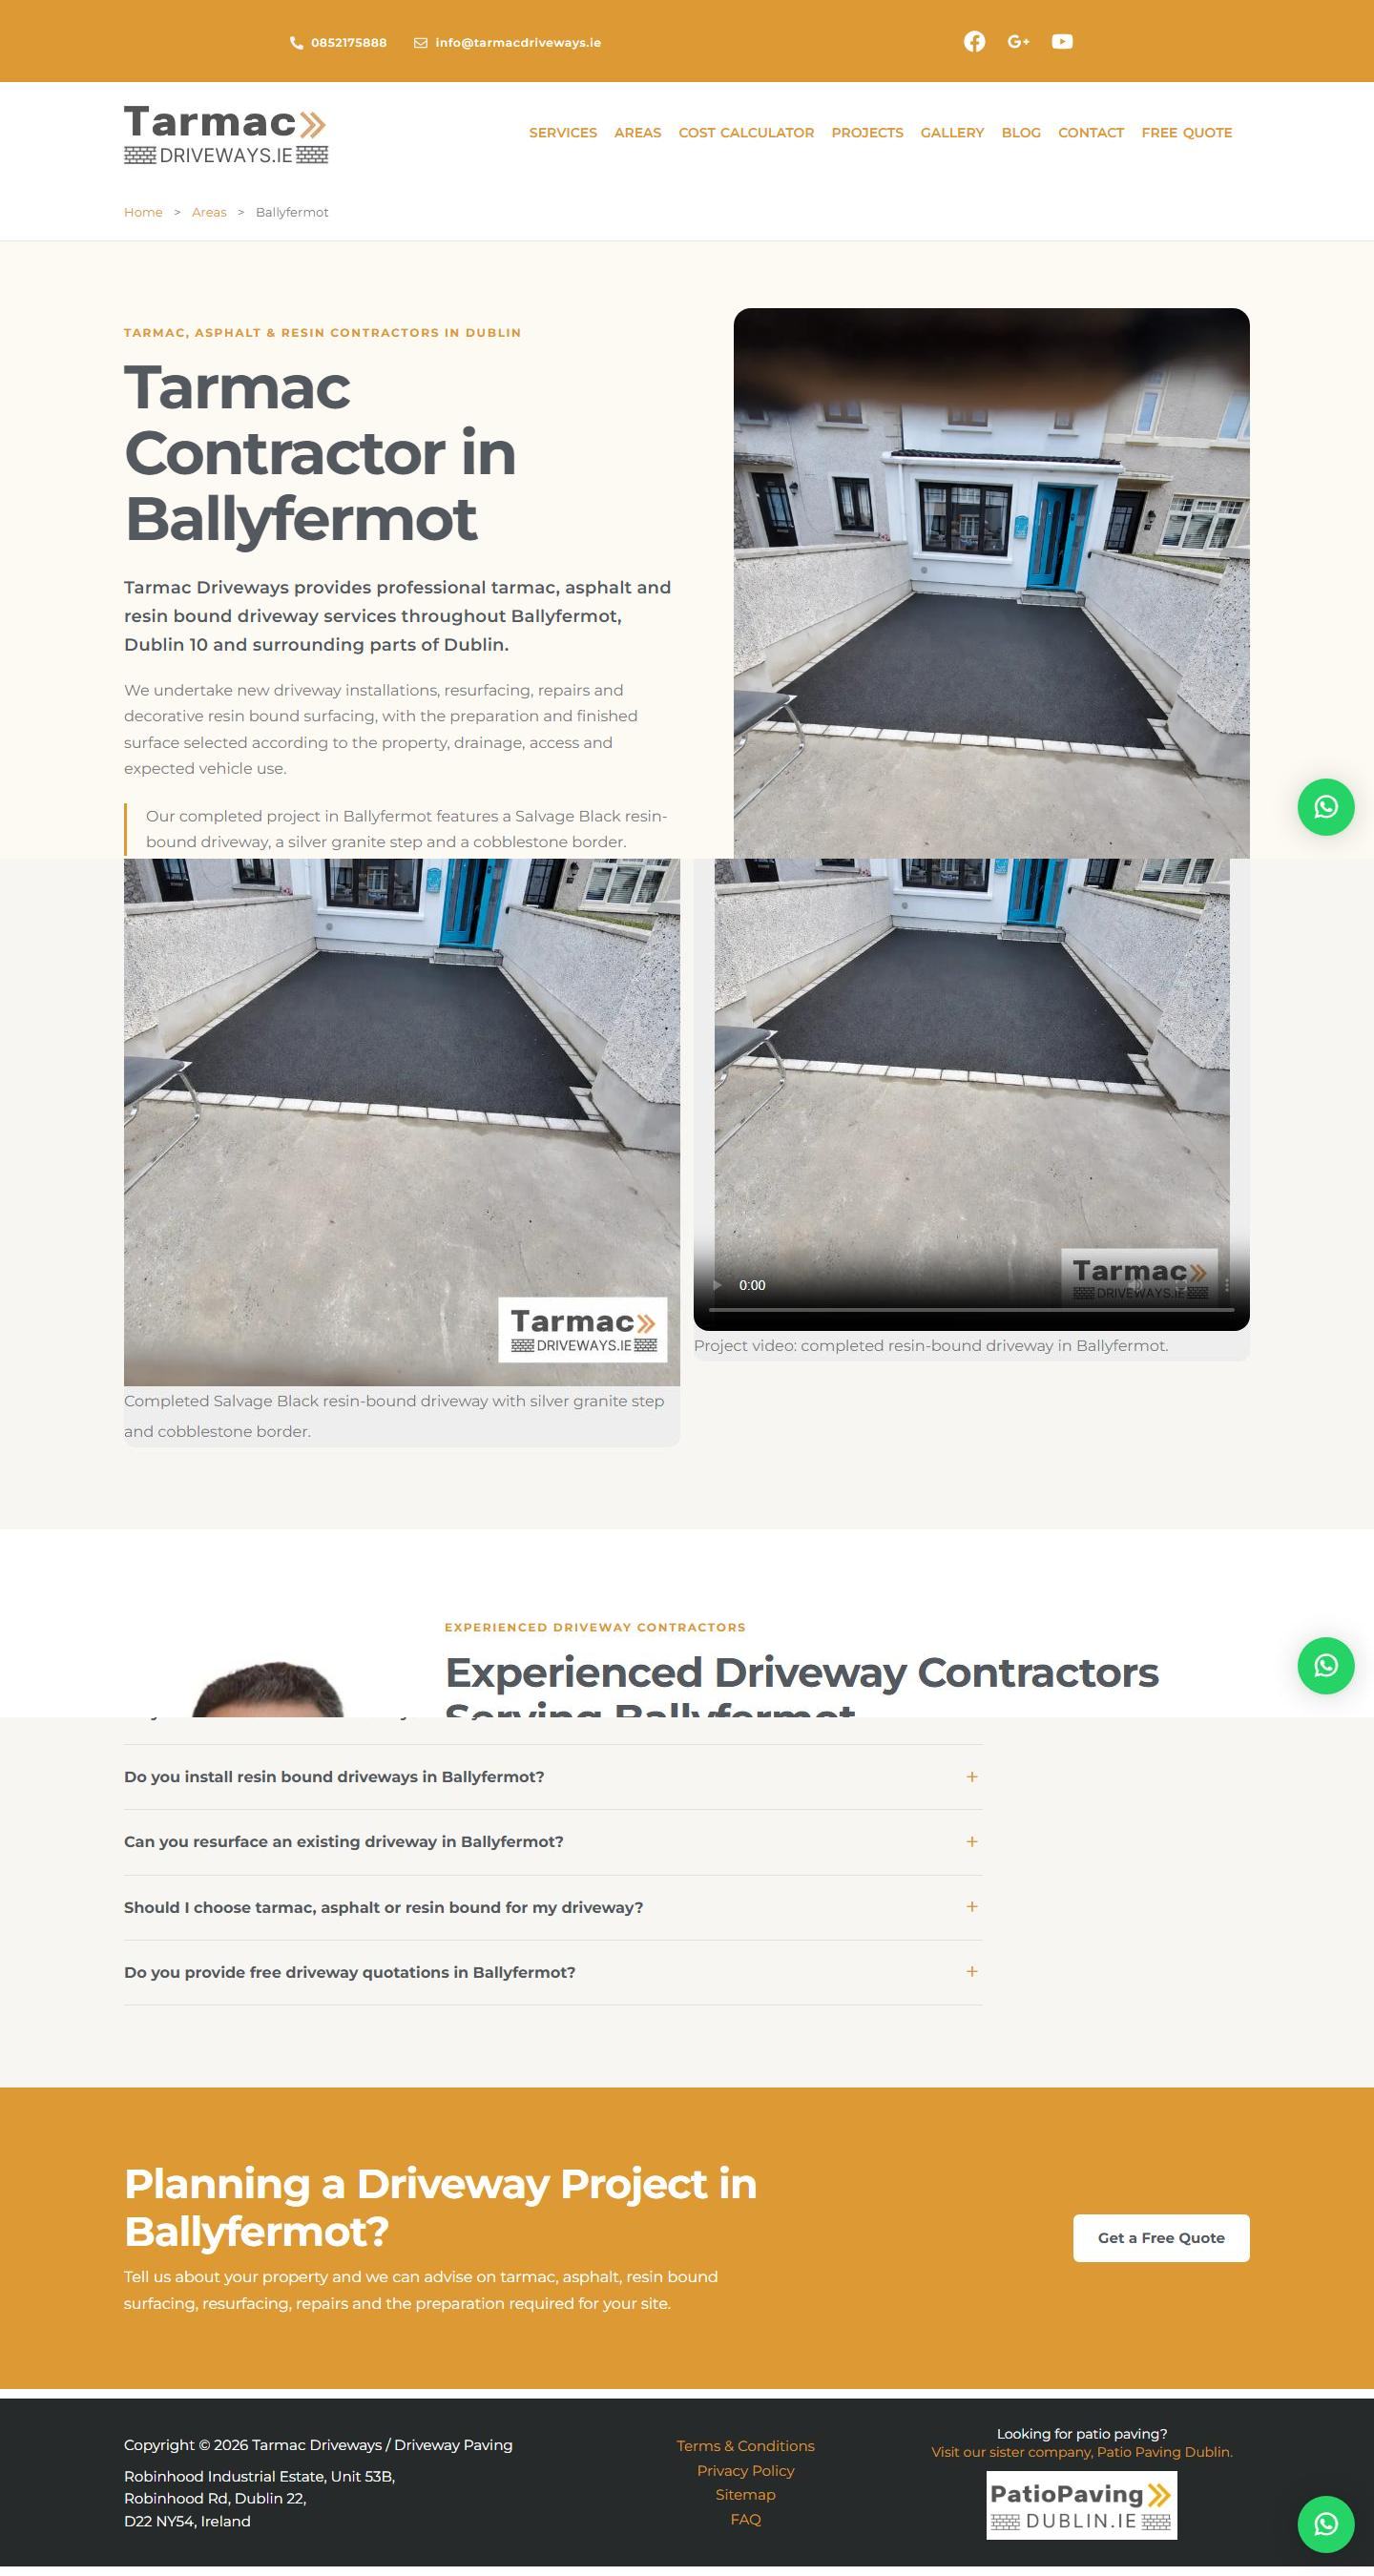 0852175888
info@tarmacdriveways.ie
G+
Tarmac
DRIVEWAYS.IE
SERVICES AREAS COST CALCULATOR PROJECTS GALLERY BLOG CONTACT FREE QUOTE
Home > Areas > Ballyfermot
TARMAC, ASPHALT & RESIN CONTRACTORS IN DUBLIN
Tarmac
Contractor in
Ballyfermot
Tarmac Driveways provides professional tarmac, asphalt and
resin bound driveway services throughout Ballyfermot,
Dublin 10 and surrounding parts of Dublin.
We undertake new driveway installations, resurfacing, repairs and
decorative resin bound surfacing, with the preparation and finished
surface selected according to the property, drainage, access and
expected vehicle use.
Our completed project in Ballyfermot features a Salvage Black resin-
bound driveway, a silver granite step and a cobblestone border.
Tarmac
DRIVEWAYS.IE
Completed Salvage Black resin-bound driveway with silver granite step
and cobblestone border.
Tarmac
DRIVEWAYS.IE
0:00
Project video: completed resin-bound driveway in Ballyfermot.
EXPERIENCED DRIVEWAY CONTRACTORS
Experienced Driveway Contractors
Serving Ballyfermot
Do you install resin bound driveways in Ballyfermot? +
Can you resurface an existing driveway in Ballyfermot? +
Should I choose tarmac, asphalt or resin bound for my driveway? +
Do you provide free driveway quotations in Ballyfermot? +
Planning a Driveway Project in
Ballyfermot?
Tell us about your property and we can advise on tarmac, asphalt, resin bound
surfacing, resurfacing, repairs and the preparation required for your site.
Get a Free Quote
Copyright © 2026 Tarmac Driveways / Driveway Paving
Robinhood Industrial Estate, Unit 53B,
Robinhood Rd, Dublin 22,
D22 NY54, Ireland
Terms & Conditions
Privacy Policy
Sitemap
FAQ
Looking for patio paving?
Visit our sister company, Patio Paving Dublin.
PatioPaving
DUBLIN.IE